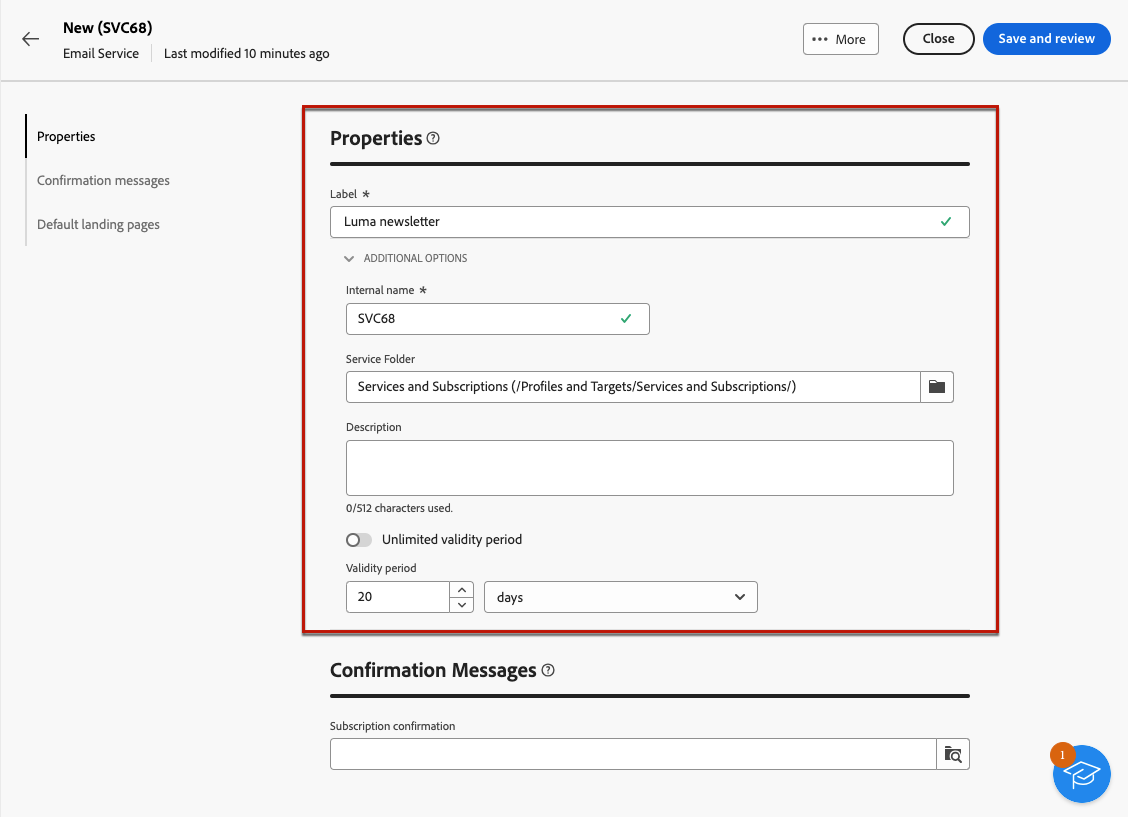 New (SVC68)
Email Service
Last modified 10 minutes ago
More
Close
Save and review
Properties
Confirmation messages
Default landing pages
Properties
Label *
Luma newsletter
ADDITIONAL OPTIONS
Internal name *
SVC68
Service Folder
Services and Subscriptions (/Profiles and Targets/Services and Subscriptions/)
Description
0/512 characters used.
Unlimited validity period
Validity period
20
days
Confirmation Messages
Subscription confirmation
1